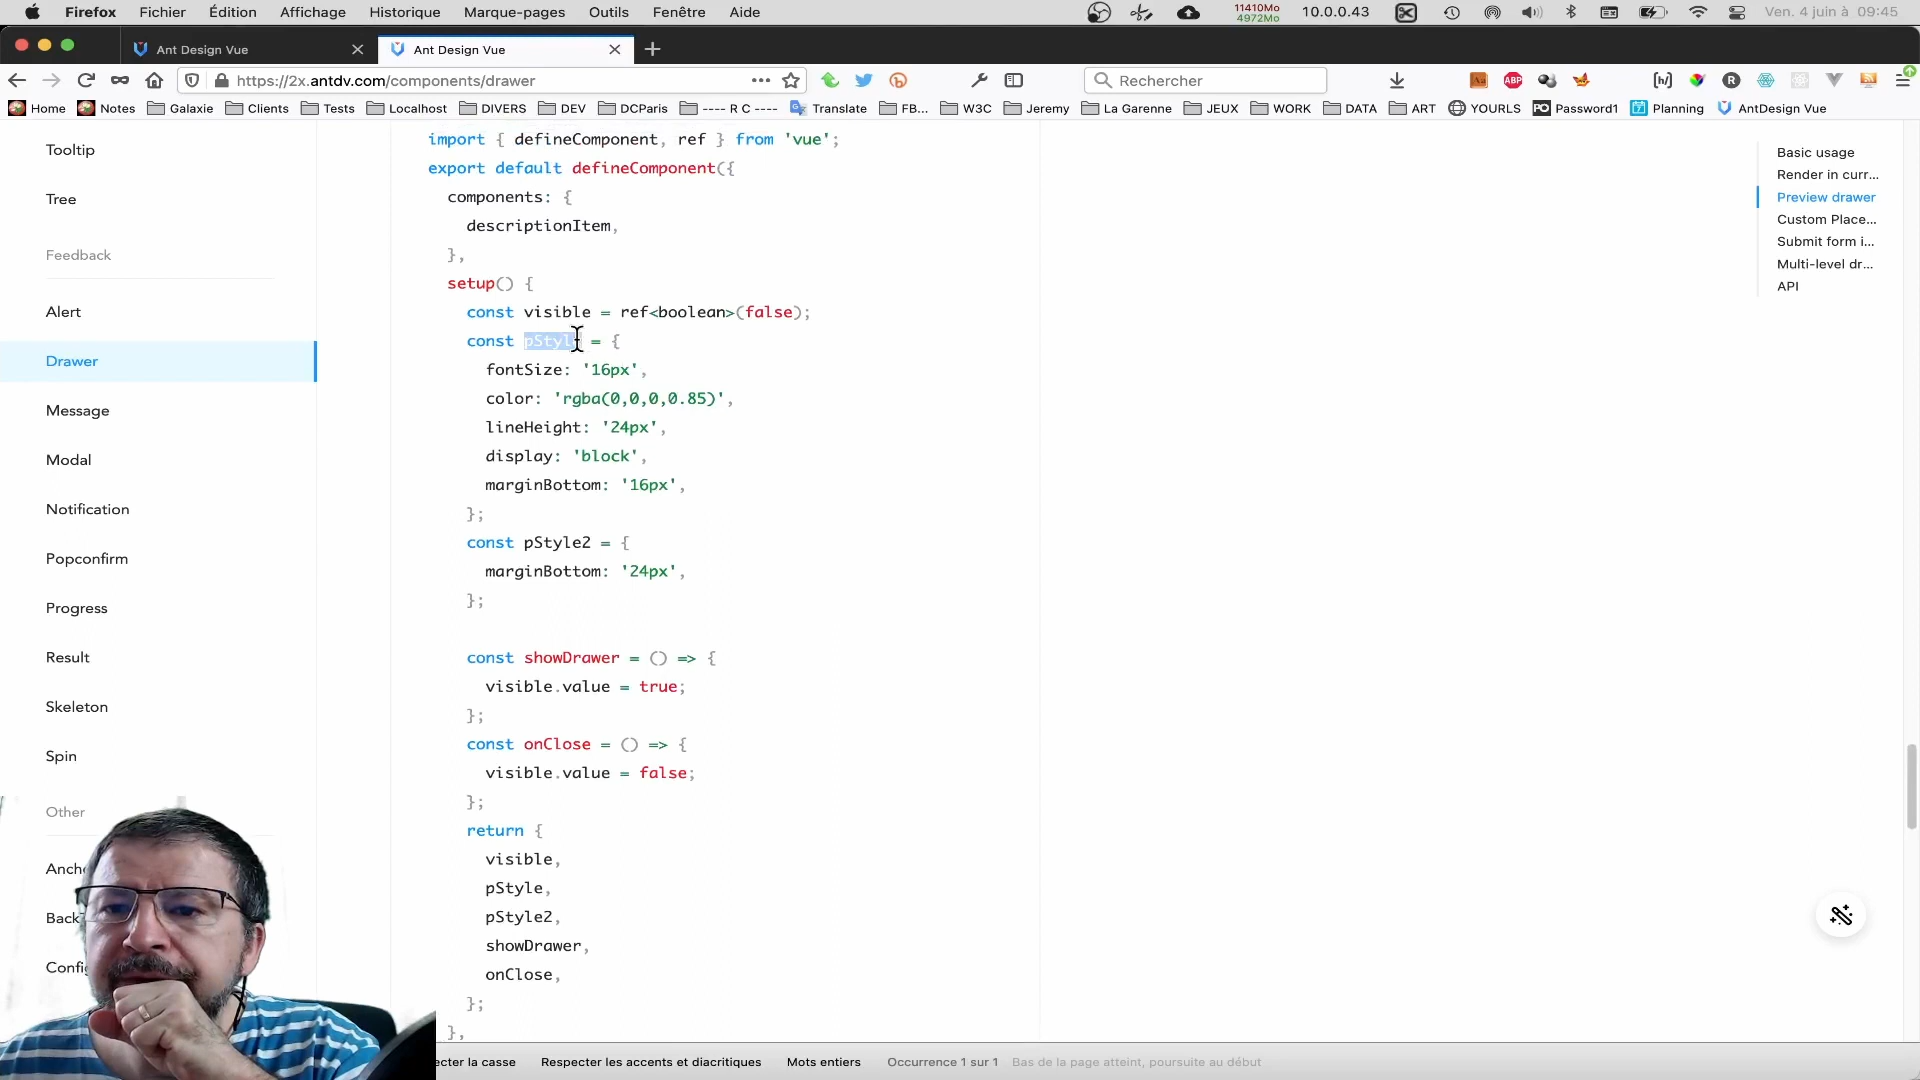 Firefox Fichier Édition Affichage Historique Marque-pages Outils Fenêtre Aide
11410Mo
4972Mo
10.0.0.43
Ven. 4 juin à 09:45
Ant Design Vue
Ant Design Vue
https://2x.antdv.com/components/drawer
Rechercher
Home Notes Galaxie Clients Tests Localhost DIVERS DEV DCParis ---- R C ---- Translate FB... W3C Jeremy La Garenne JEUX WORK DATA ART YOURLS Password1 Planning AntDesign Vue
Tooltip
Tree
Feedback
Alert
Drawer
Message
Modal
Notification
Popconfirm
Progress
Result
Skeleton
Spin
Other
Anch
Back
Confi
import { defineComponent, ref } from 'vue';
export default defineComponent({
components: {
descriptionItem,
},
setup() {
const visible = ref<boolean>(false);
const pStyle = {
fontSize: '16px',
color: 'rgba(0,0,0,0.85)',
lineHeight: '24px',
display: 'block',
marginBottom: '16px',
};
const pStyle2 = {
marginBottom: '24px',
};
const showDrawer = () => {
visible.value = true;
};
const onClose = () => {
visible.value = false;
};
return {
visible,
pStyle,
pStyle2,
showDrawer,
onClose,
};
},
Basic usage
Render in curr...
Preview drawer
Custom Place...
Submit form i...
Multi-level dr...
API
ecter la casse Respecter les accents et diacritiques Mots entiers Occurrence 1 sur 1 Bas de la page atteint, poursuite au début